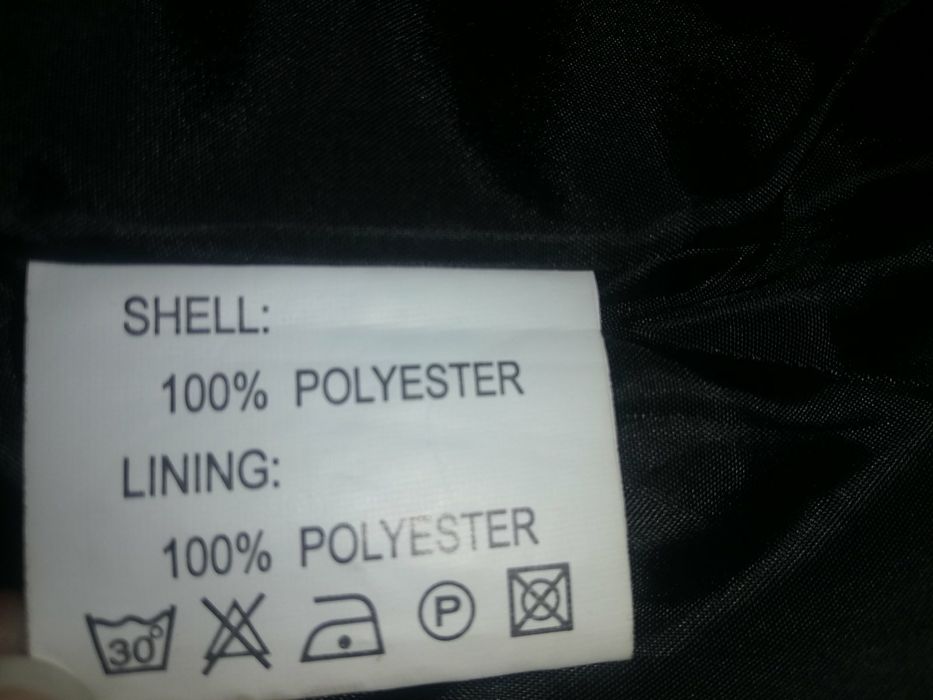 SHELL:
100% POLYESTER
LINING:
100% POLYESTER
30° P